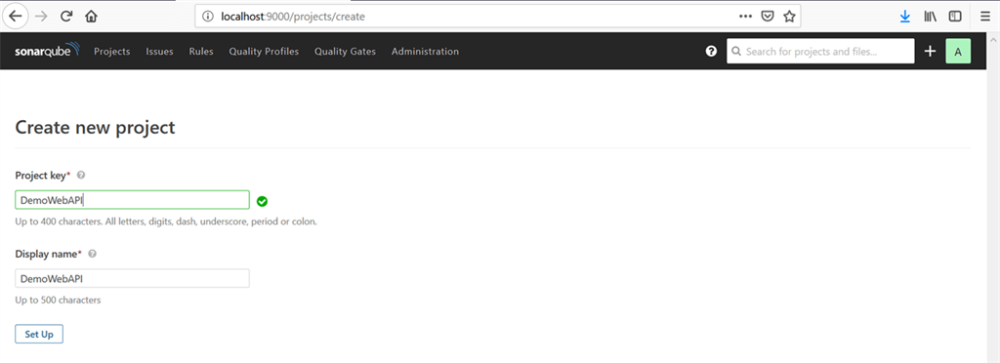 localhost:9000/projects/create
sonarqube Projects Issues Rules Quality Profiles Quality Gates Administration ? Search for projects and files... + A
Create new project
Project key* ?
DemoWebAPI
Up to 400 characters. All letters, digits, dash, underscore, period or colon.
Display name* ?
DemoWebAPI
Up to 500 characters
Set Up